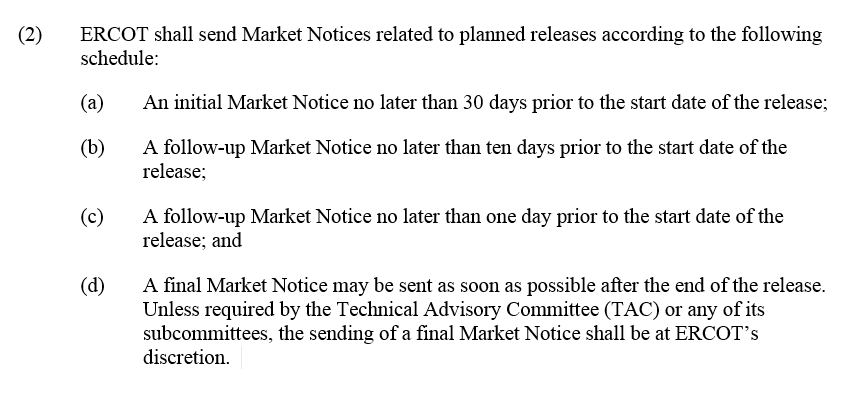 (2) ERCOT shall send Market Notices related to planned releases according to the following
schedule:
(a) An initial Market Notice no later than 30 days prior to the start date of the release;
(b) A follow-up Market Notice no later than ten days prior to the start date of the
release;
(c) A follow-up Market Notice no later than one day prior to the start date of the
release; and
(d) A final Market Notice may be sent as soon as possible after the end of the release.
Unless required by the Technical Advisory Committee (TAC) or any of its
subcommittees, the sending of a final Market Notice shall be at ERCOT’s
discretion.